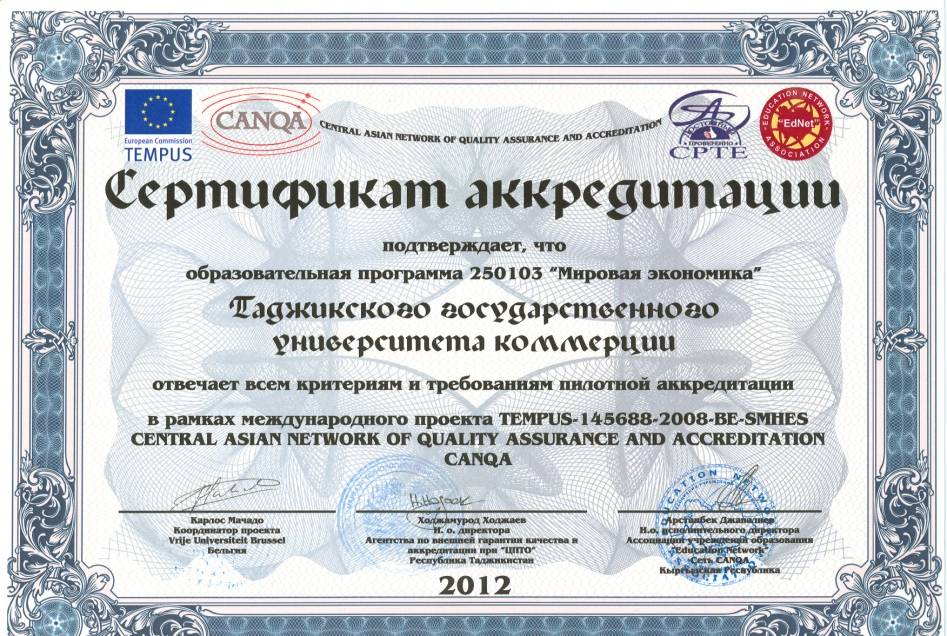 European Commission
TEMPUS
CANQA
CENTRAL ASIAN NETWORK OF QUALITY ASSURANCE AND ACCREDITATION
ПРОВЕРЕННО
CPTE
EDUCATION NETWORK
"EdNet"
ASSOCIATION
Сертификат аккредитации
подтверждает, что
образовательная программа 250103 "Мировая экономика"
Таджикского государственного
университета коммерции
отвечает всем критериям и требованиям пилотной аккредитации
в рамках международного проекта TEMPUS-145688-2008-BE-SMHES
CENTRAL ASIAN NETWORK OF QUALITY ASSURANCE AND ACCREDITATION
CANQA
Карлос Мачадо
Координатор проекта
Vrije Universiteit Brussel
Бельгия
Ходжамурод Ходжаев
И. о. директора
Агентства по внешней гарантии качества и
аккредитации при "ЦПТО"
Республика Таджикистан
Арстанбек Джаналиев
И.о. исполнительного директора
Ассоциации учреждений образования
"Education Network"
Сеть CANQA
Кыргызская Республика
2012